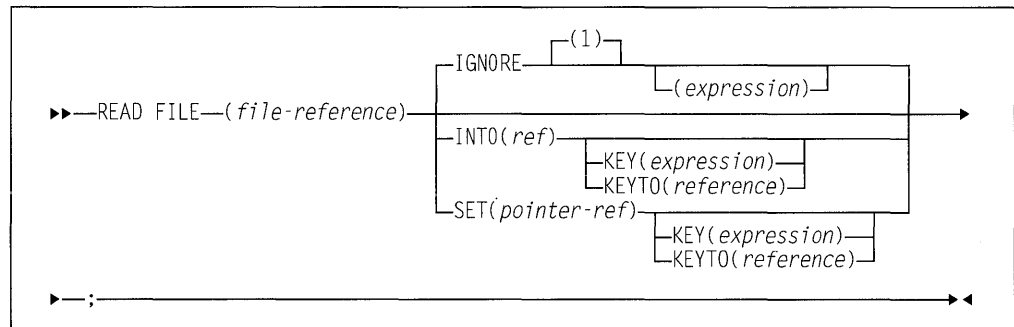 (1)
IGNORE
(expression)
READ FILE (file-reference)
INTO(ref)
KEY(expression)
KEYTO(reference)
SET(pointer-ref)
KEY(expression)
KEYTO(reference)
;